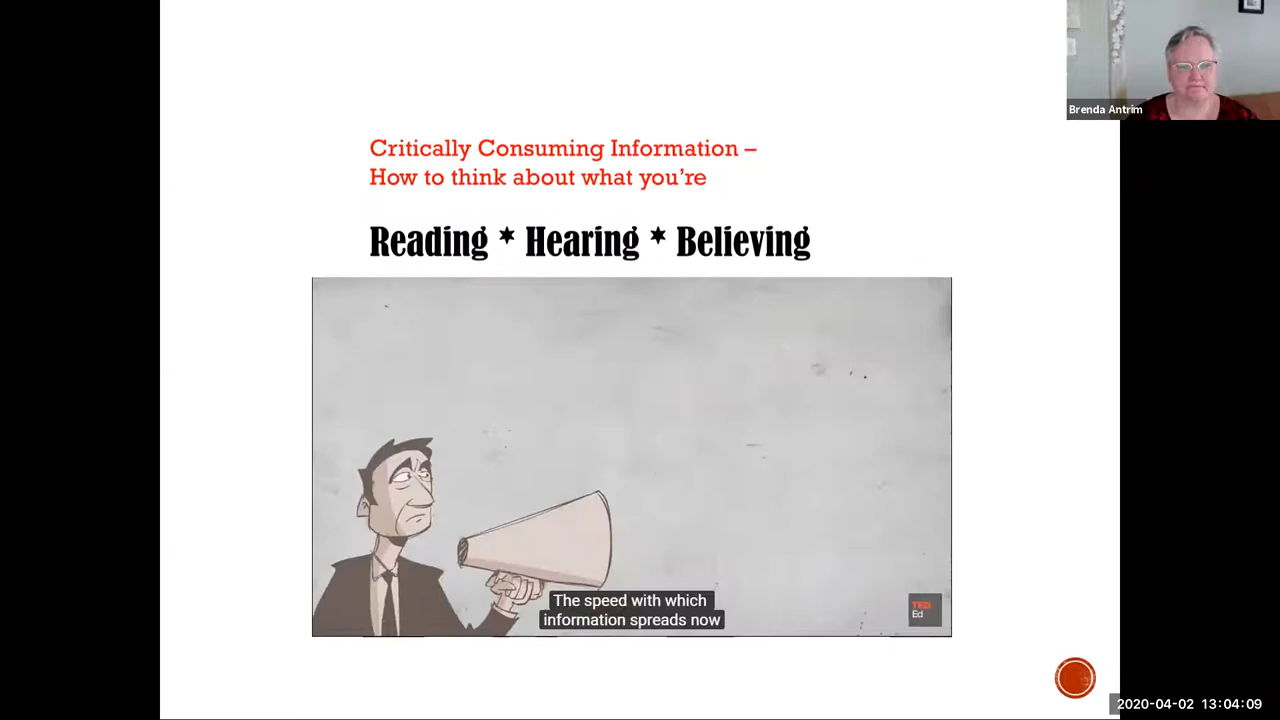 Brenda Antrim
Critically Consuming Information –
How to think about what you're
Reading * Hearing * Believing
The speed with which
information spreads now
TED
Ed
2020-04-02 13:04:09